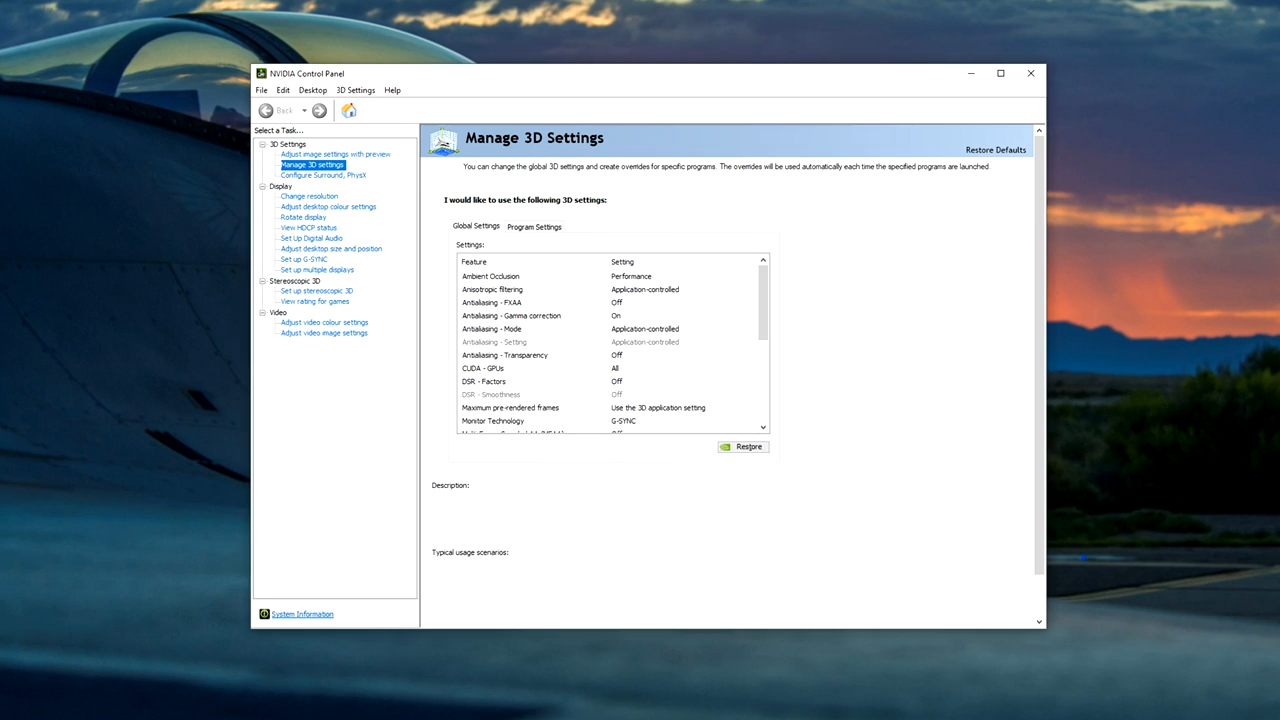 NVIDIA Control Panel
File Edit Desktop 3D Settings Help
Back
Select a Task...
3D Settings
Adjust image settings with preview
Manage 3D settings
Configure Surround, PhysX
Display
Change resolution
Adjust desktop colour settings
Rotate display
View HDCP status
Set Up Digital Audio
Adjust desktop size and position
Set up G-SYNC
Set up multiple displays
Stereoscopic 3D
Set up stereoscopic 3D
View rating for games
Video
Adjust video colour settings
Adjust video image settings
System Information
Manage 3D Settings
Restore Defaults
You can change the global 3D settings and create overrides for specific programs. The overrides will be used automatically each time the specified programs are launched.
I would like to use the following 3D settings:
Global Settings Program Settings
Settings:
Feature Setting
Ambient Occlusion Performance
Anisotropic filtering Application-controlled
Antialiasing - FXAA Off
Antialiasing - Gamma correction On
Antialiasing - Mode Application-controlled
Antialiasing - Setting Application-controlled
Antialiasing - Transparency Off
CUDA - GPUs All
DSR - Factors Off
DSR - Smoothness Off
Maximum pre-rendered frames Use the 3D application setting
Monitor Technology G-SYNC
Restore
Description:
Typical usage scenarios: